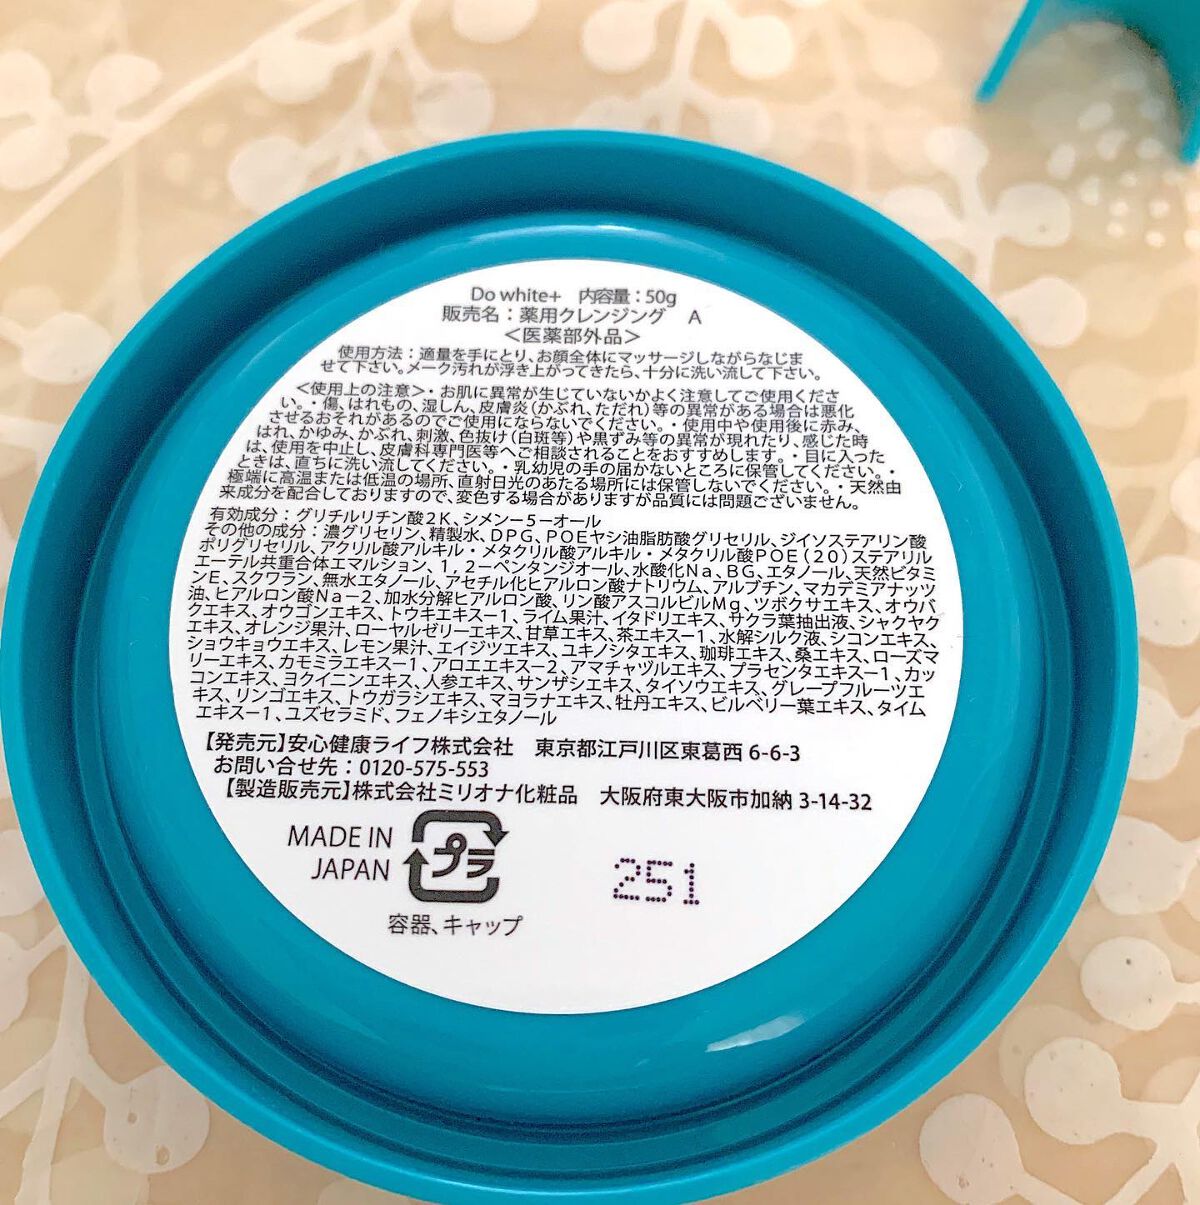 Do white+　内容量：50g
販売名：薬用クレンジング　A
＜医薬部外品＞
使用方法：適量を手にとり、お顔全体にマッサージしながらなじま
せて下さい。メーク汚れが浮き上がってきたら、十分に洗い流して下さい。
＜使用上の注意＞・お肌に異常が生じていないかよく注意してご使用くださ
い。・傷、はれもの、湿しん、皮膚炎（かぶれ、ただれ）等の異常がある場合は悪化
させるおそれがあるのでご使用にならないでください。・使用中や使用後に赤み、
はれ、かゆみ、かぶれ、刺激、色抜け（白斑等）や黒ずみ等の異常が現れたり、感じた時
は、使用を中止し、皮膚科専門医等へご相談されることをおすすめします。・目に入った
ときは、直ちに洗い流してください。・乳幼児の手の届かないところに保管してください。・
極端に高温または低温の場所、直射日光のあたる場所には保管しないでください。・天然由
来成分を配合しておりますので、変色する場合がありますが品質には問題ございません。
有効成分：グリチルリチン酸2K、シメン－5－オール
その他の成分：濃グリセリン、精製水、DPG、POEヤシ油脂肪酸グリセリル、ジイソステアリン酸
ポリグリセリル、アクリル酸アルキル・メタクリル酸アルキル・メタクリル酸POE（20）ステアリル
エーテル共重合体エマルション、1，2－ペンタンジオール、水酸化Na、BG、エタノール、天然ビタミ
ンE、スクワラン、無水エタノール、アセチル化ヒアルロン酸ナトリウム、アルブチン、マカデミアナッツ
油、ヒアルロン酸Na－2、加水分解ヒアルロン酸、リン酸アスコルビルMg、ツボクサエキス、オウバ
クエキス、オウゴンエキス、トウキエキス－1、ライム果汁、イタドリエキス、サクラ葉抽出液、シャクヤク
エキス、オレンジ果汁、ローヤルゼリーエキス、甘草エキス、茶エキス－1、水解シルク液、シコンエキス、
ショウキョウエキス、レモン果汁、エイジツエキス、ユキノシタエキス、珈琲エキス、桑エキス、ローズマ
リーエキス、カモミラエキス－1、アロエエキス－2、アマチャヅルエキス、プラセンタエキス－1、カッ
コンエキス、ヨクイニンエキス、人参エキス、サンザシエキス、タイソウエキス、グレープフルーツエ
キス、リンゴエキス、トウガラシエキス、マヨラナエキス、牡丹エキス、ビルベリー葉エキス、タイム
エキス－1、ユズセラミド、フェノキシエタノール
【発売元】安心健康ライフ株式会社　東京都江戸川区東葛西 6-6-3
お問い合せ先：0120-575-553
【製造販売元】株式会社ミリオナ化粧品　大阪府東大阪市加納 3-14-32
MADE IN
JAPAN
プラ
容器、キャップ
251